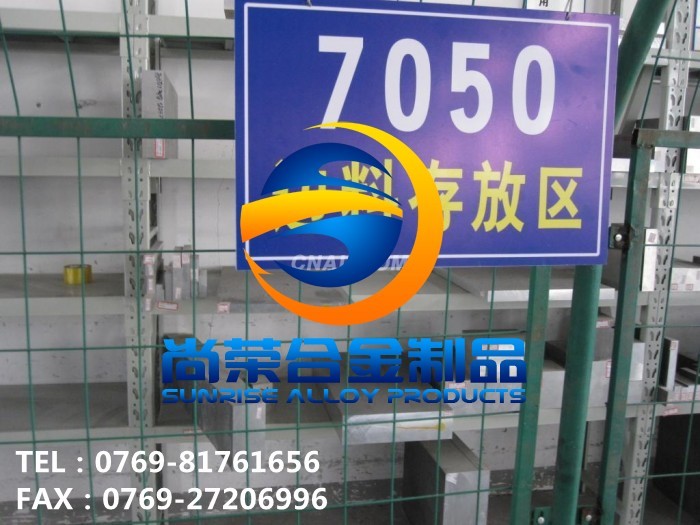 7050
料存放区
尚荣合金制品
SUNRISE ALLOY PRODUCTS
TEL：0769-81761656
FAX：0769-27206996